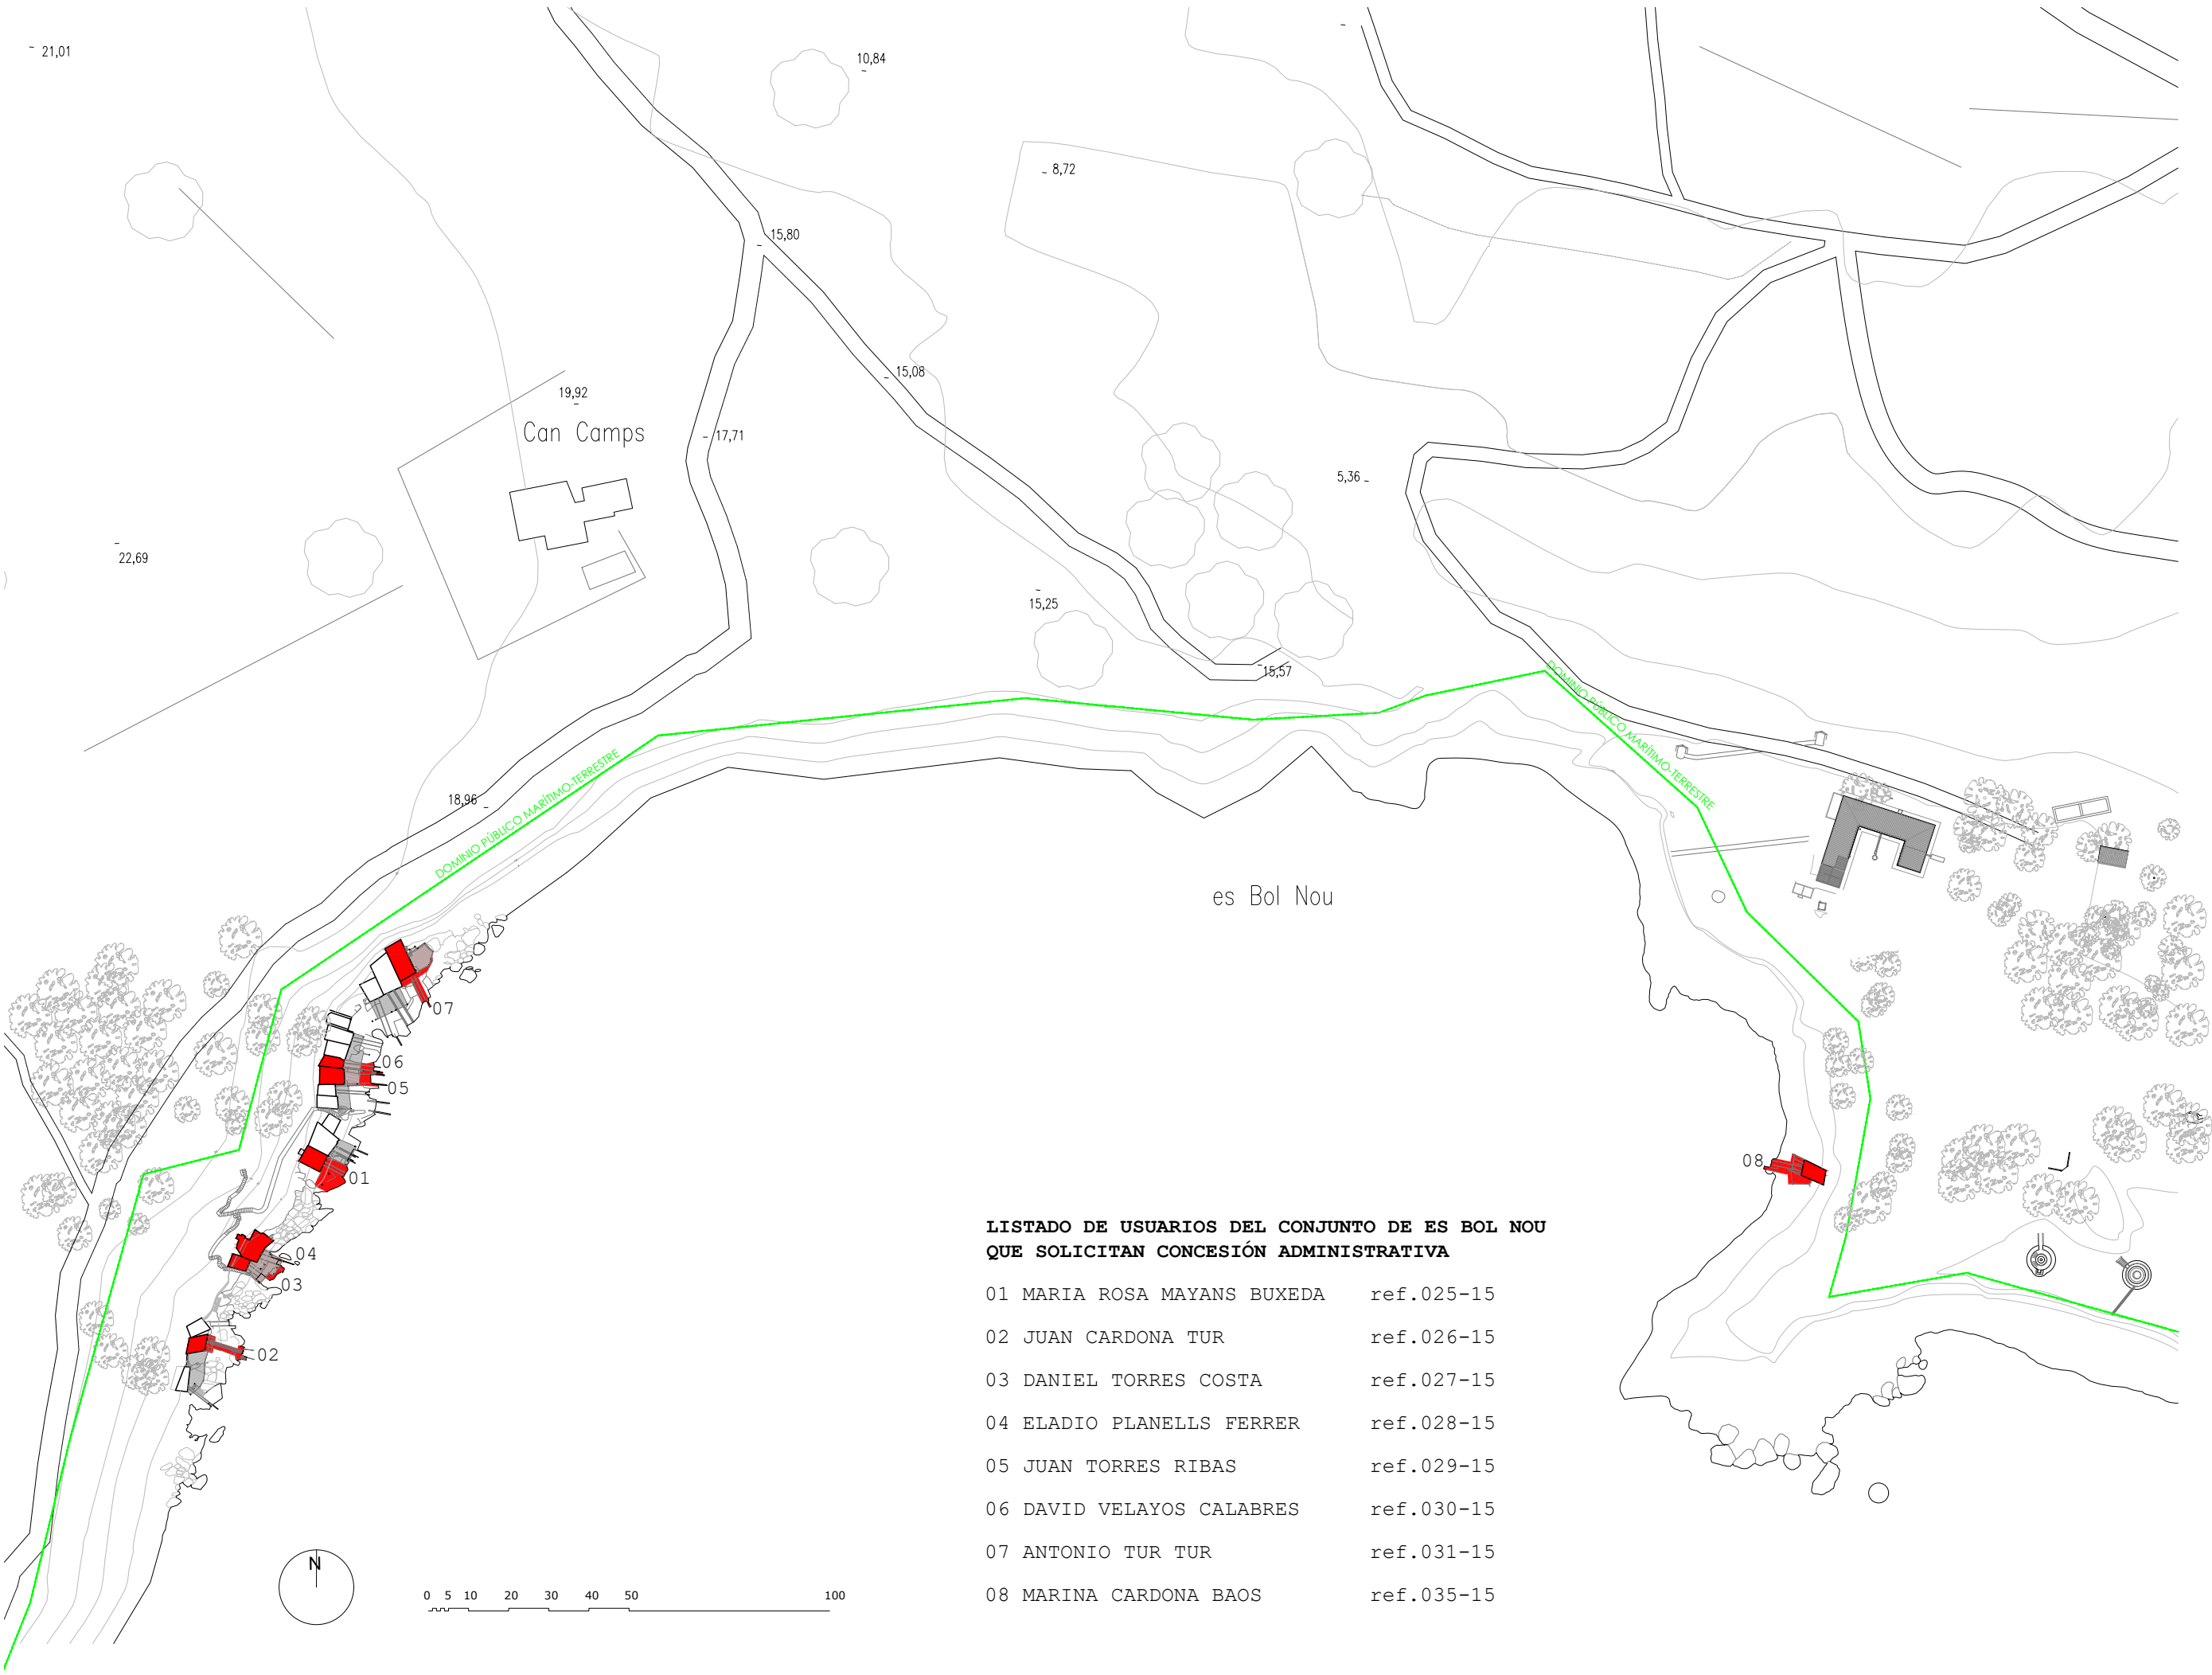 21,01
10,84
8,72
15,80
15,08
19,92
Can Camps
17,71
5,36
22,69
15,25
15,57
DOMINIO PÚBLICO MARÍTIMO-TERRESTRE
DOMINIO PÚBLICO MARÍTIMO-TERRESTRE
18,96
es Bol Nou
07
06
05
01
08
04
03
02
LISTADO DE USUARIOS DEL CONJUNTO DE ES BOL NOU
QUE SOLICITAN CONCESIÓN ADMINISTRATIVA
01 MARIA ROSA MAYANS BUXEDA ref.025-15
02 JUAN CARDONA TUR ref.026-15
03 DANIEL TORRES COSTA ref.027-15
04 ELADIO PLANELLS FERRER ref.028-15
05 JUAN TORRES RIBAS ref.029-15
06 DAVID VELAYOS CALABRES ref.030-15
07 ANTONIO TUR TUR ref.031-15
08 MARINA CARDONA BAOS ref.035-15
N
0 5 10 20 30 40 50 100